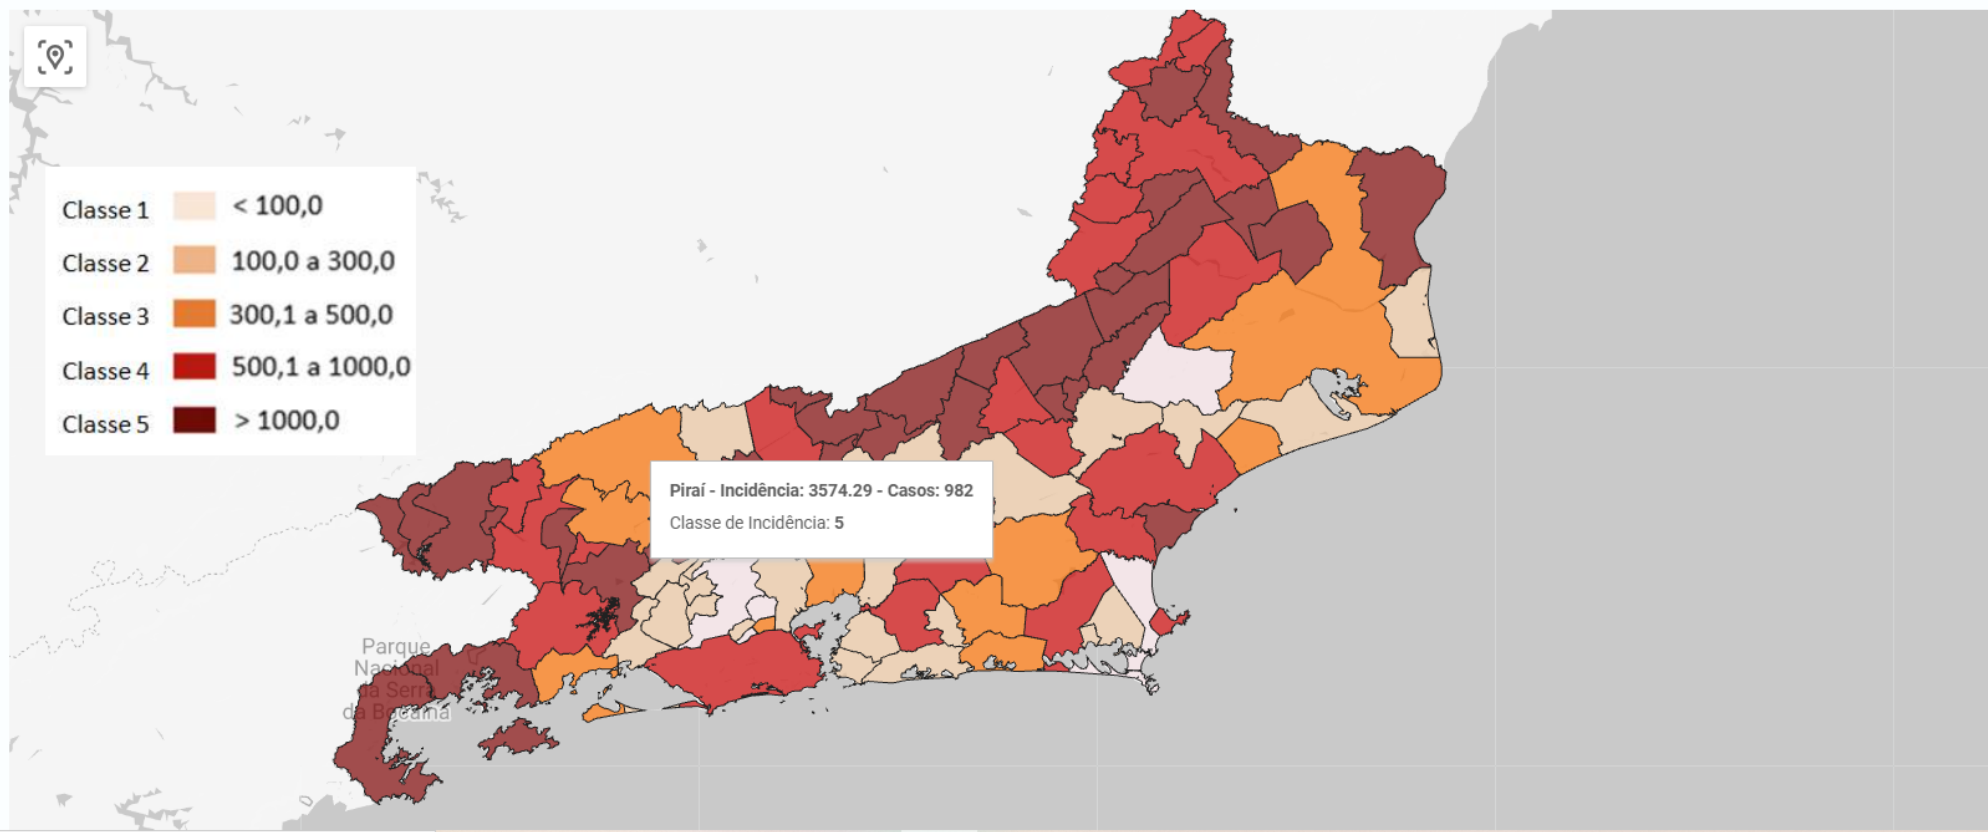 Classe 1 < 100,0
Classe 2 100,0 a 300,0
Classe 3 300,1 a 500,0
Classe 4 500,1 a 1000,0
Classe 5 > 1000,0
Piraí - Incidência: 3574.29 - Casos: 982
Classe de Incidência: 5
Parque
Nacional
da Serra
da Bocaina